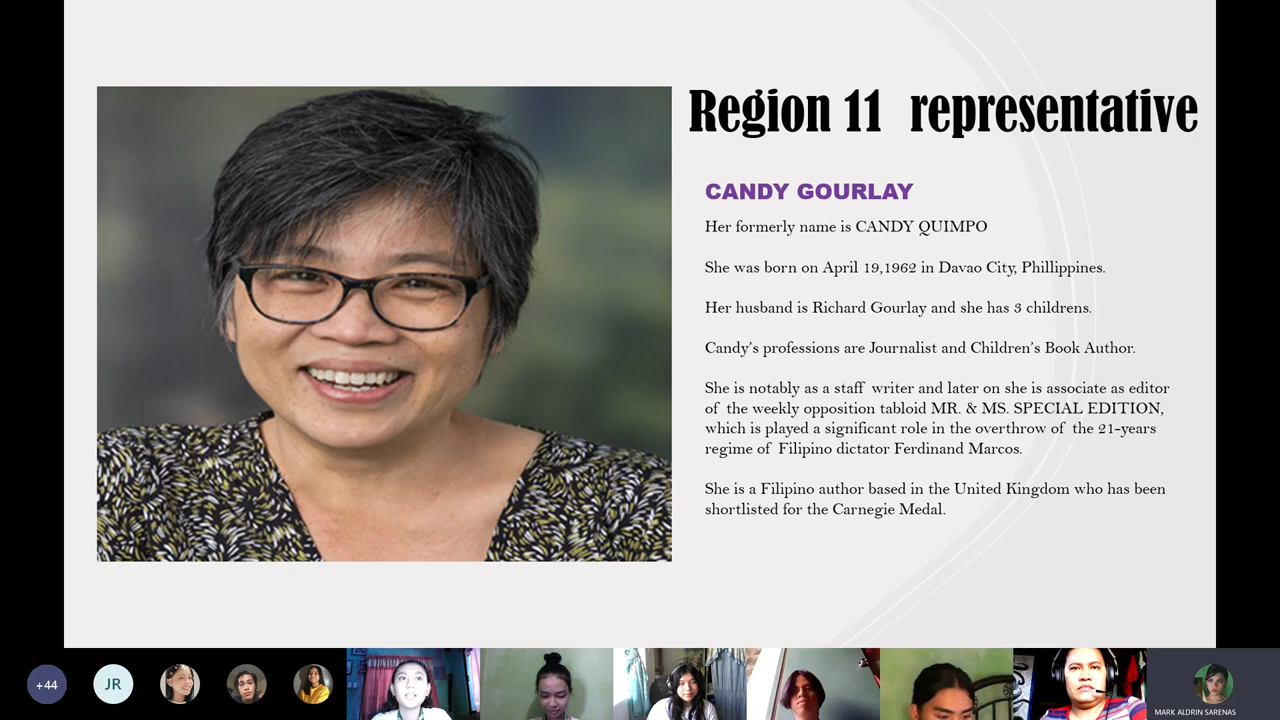 Region 11 representative
CANDY GOURLAY
Her formerly name is CANDY QUIMPO
She was born on April 19,1962 in Davao City, Phillippines.
Her husband is Richard Gourlay and she has 3 childrens.
Candy's professions are Journalist and Children's Book Author.
She is notably as a staff writer and later on she is associate as editor
of the weekly opposition tabloid MR. & MS. SPECIAL EDITION,
which is played a significant role in the overthrow of the 21-years
regime of Filipino dictator Ferdinand Marcos.
She is a Filipino author based in the United Kingdom who has been
shortlisted for the Carnegie Medal.
+44
JR
MARK ALDRIN SARENAS